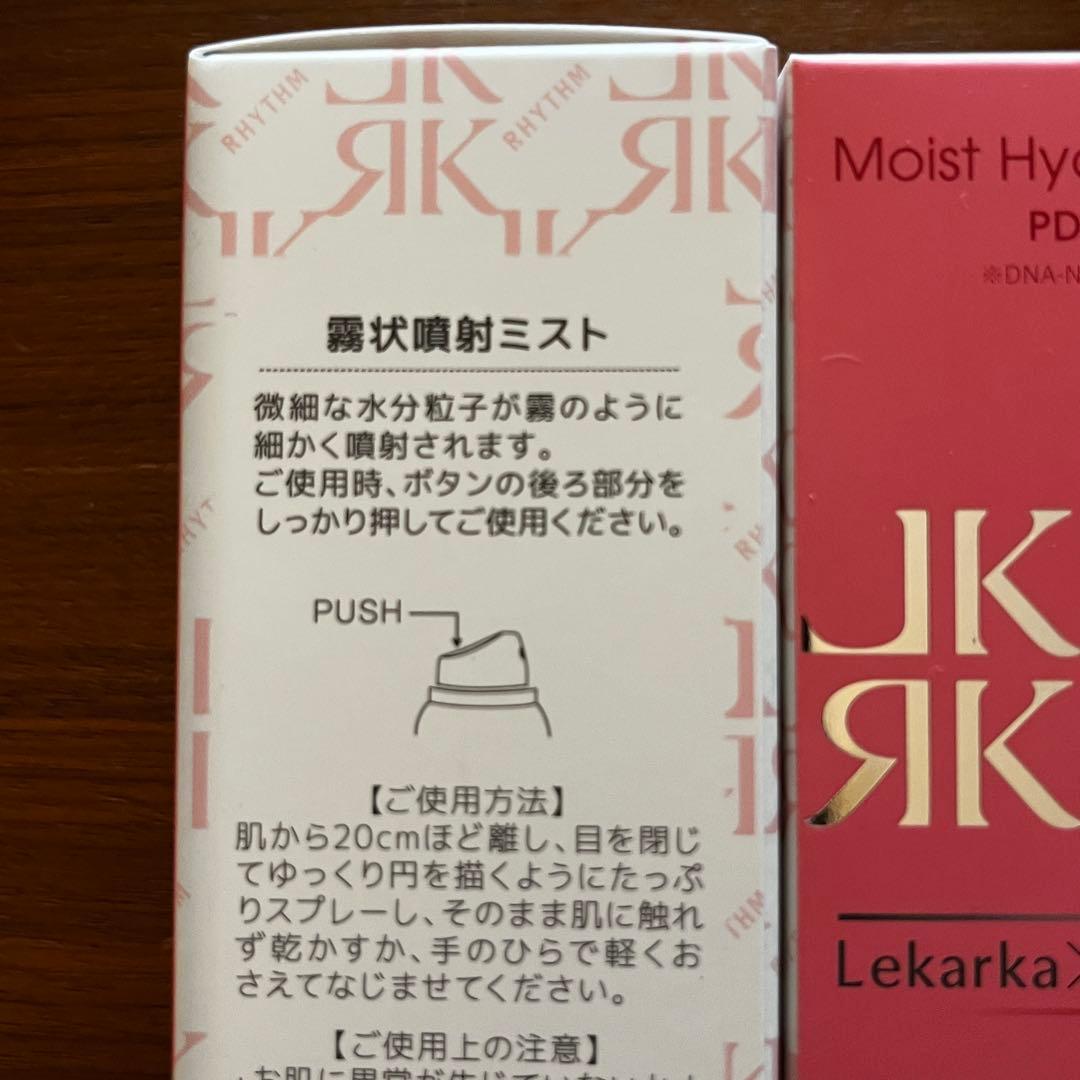 RHYTHM
RHYTHM
霧状噴射ミスト
微細な水分粒子が霧のように
細かく噴射されます。
ご使用時、ボタンの後ろ部分を
しっかり押してご使用ください。
PUSH
【ご使用方法】
肌から20cmほど離し、目を閉じ
てゆっくり円を描くようにたっぷ
りスプレーし、そのまま肌に触れ
ず乾かすか、手のひらで軽くお
さえてなじませてください。
【ご使用上の注意】
Moist Hy
PD
※DNA-N
LK
RK
Lekarka×